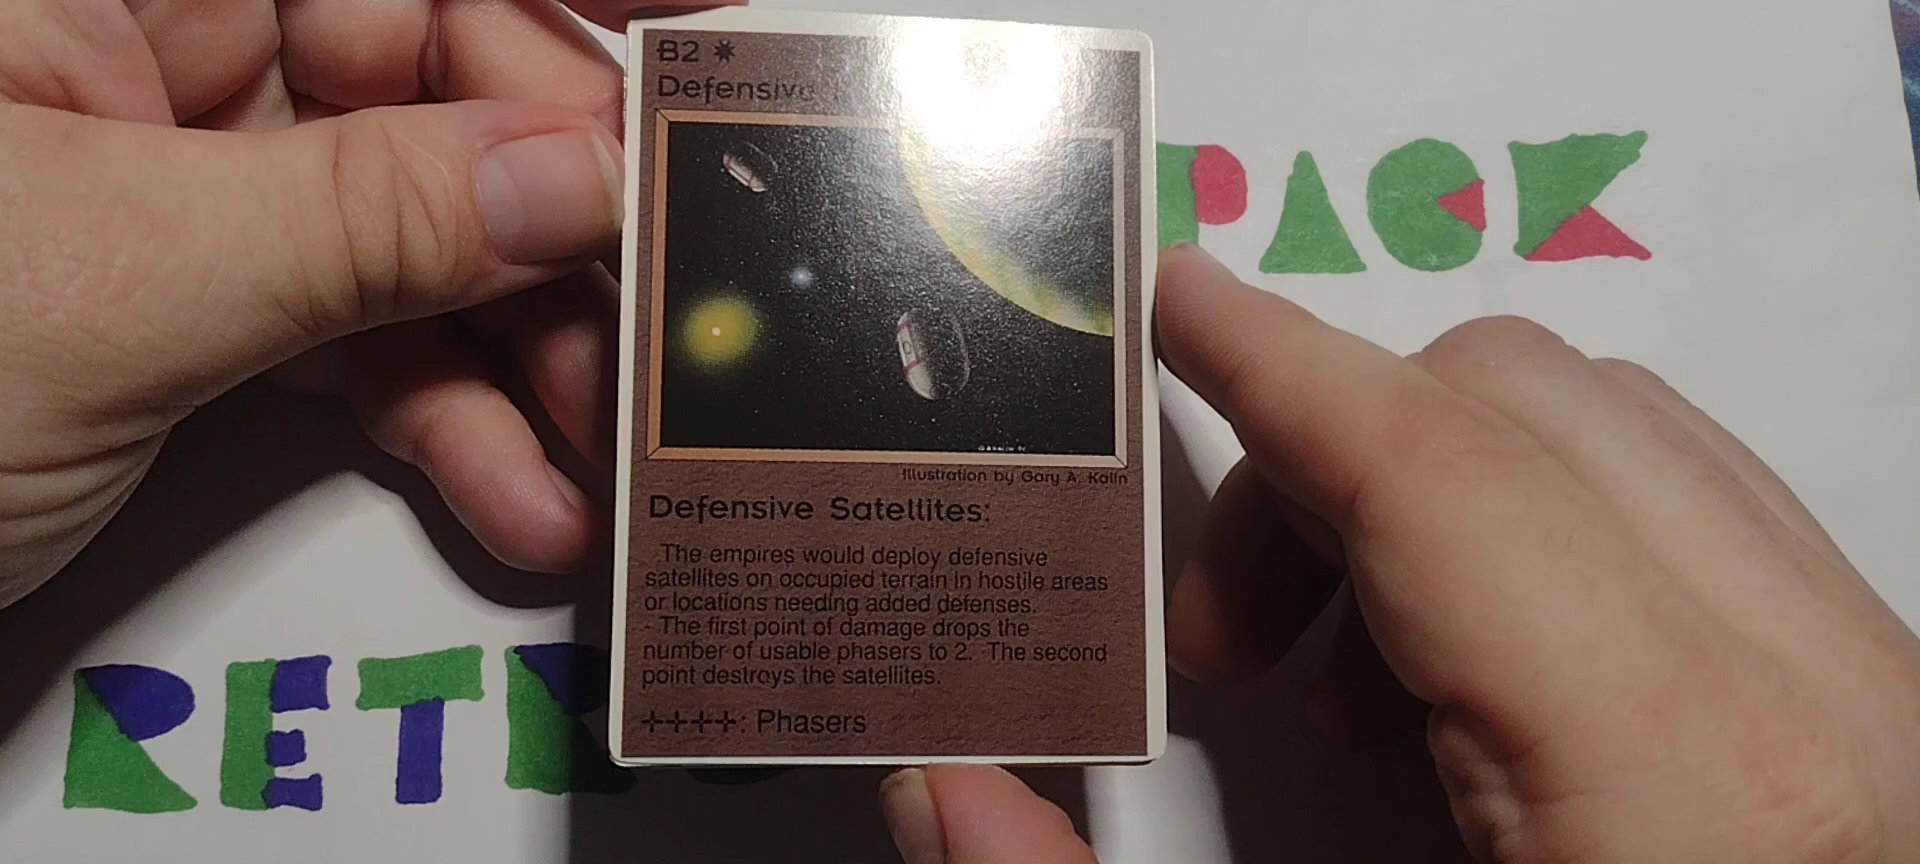 B2
Defensive
PACK
Illustration by Gary A. Kalin
Defensive Satellites:
The empires would deploy defensive
satellites on occupied terrain in hostile areas
or locations needing added defenses.
- The first point of damage drops the
number of usable phasers to 2. The second
point destroys the satellites.
++++: Phasers
RETR